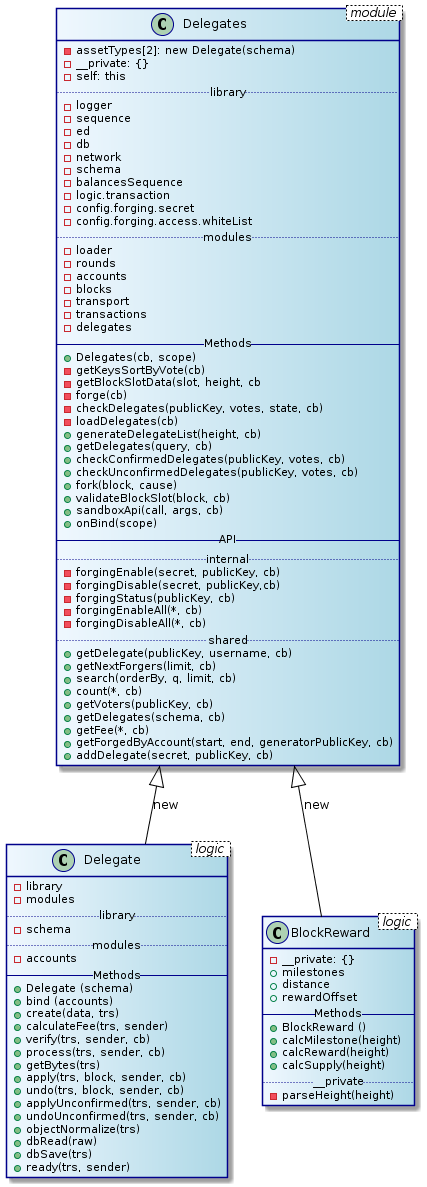 module
C Delegates
assetTypes[2]: new Delegate(schema)
__private: {}
self: this
library
logger
sequence
ed
db
network
schema
balancesSequence
logic.transaction
config.forging.secret
config.forging.access.whiteList
modules
loader
rounds
accounts
blocks
transport
transactions
delegates
Methods
Delegates(cb, scope)
getKeysSortByVote(cb)
getBlockSlotData(slot, height, cb
forge(cb)
checkDelegates(publicKey, votes, state, cb)
loadDelegates(cb)
generateDelegateList(height, cb)
getDelegates(query, cb)
checkConfirmedDelegates(publicKey, votes, cb)
checkUnconfirmedDelegates(publicKey, votes, cb)
fork(block, cause)
validateBlockSlot(block, cb)
sandboxApi(call, args, cb)
onBind(scope)
API
internal
forgingEnable(secret, publicKey, cb)
forgingDisable(secret, publicKey,cb)
forgingStatus(publicKey, cb)
forgingEnableAll(*, cb)
forgingDisableAll(*, cb)
shared
getDelegate(publicKey, username, cb)
getNextForgers(limit, cb)
search(orderBy, q, limit, cb)
count(*, cb)
getVoters(publicKey, cb)
getDelegates(schema, cb)
getFee(*, cb)
getForgedByAccount(start, end, generatorPublicKey, cb)
addDelegate(secret, publicKey, cb)
new
new
logic
C Delegate
library
modules
library
schema
modules
accounts
Methods
Delegate (schema)
bind (accounts)
create(data, trs)
calculateFee(trs, sender)
verify(trs, sender, cb)
process(trs, sender, cb)
getBytes(trs)
apply(trs, block, sender, cb)
undo(trs, block, sender, cb)
applyUnconfirmed(trs, sender, cb)
undoUnconfirmed(trs, sender, cb)
objectNormalize(trs)
dbRead(raw)
dbSave(trs)
ready(trs, sender)
logic
C BlockReward
__private: {}
milestones
distance
rewardOffset
Methods
BlockReward ()
calcMilestone(height)
calcReward(height)
calcSupply(height)
__private
parseHeight(height)